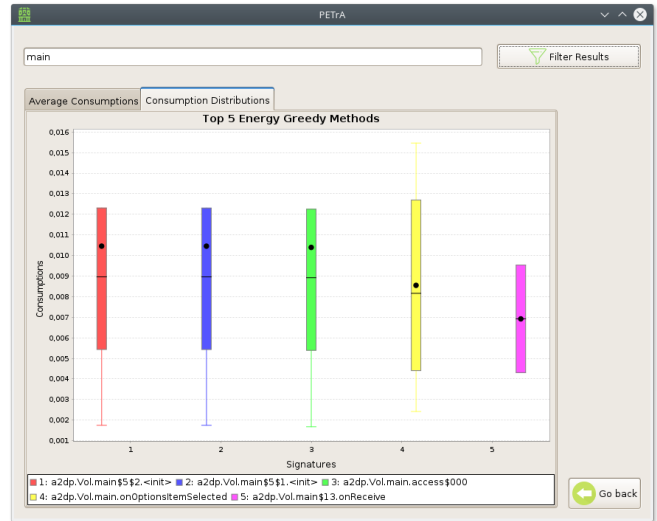 PETrA
main
Filter Results
Average Consumptions
Consumption Distributions
Top 5 Energy Greedy Methods
0,016
0,015
0,014
0,013
0,012
0,011
0,010
0,009
0,008
0,007
0,006
0,005
0,004
0,003
0,002
0,001
Consumptions
1 2 3 4 5
Signatures
1: a2dp.Vol.main$5$2.<init> 2: a2dp.Vol.main$5$1.<init> 3: a2dp.Vol.main.access$000
4: a2dp.Vol.main.onOptionsItemSelected 5: a2dp.Vol.main$13.onReceive
Go back